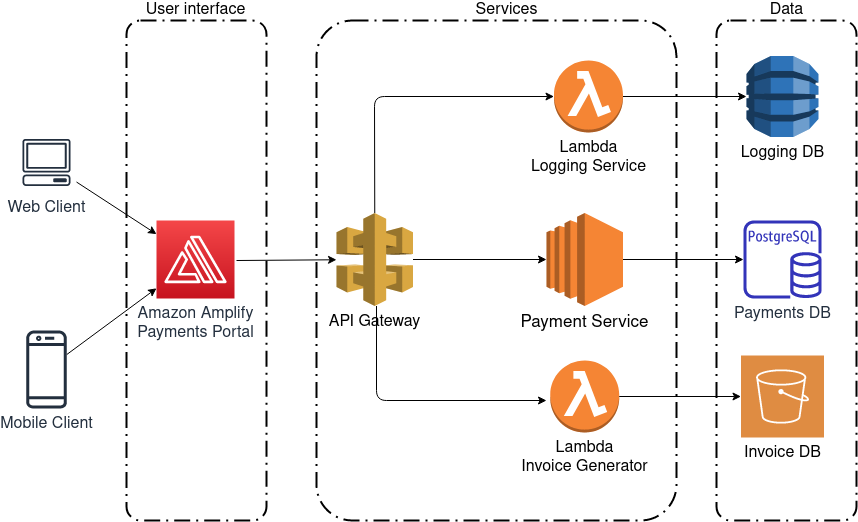 User interface
Services
Data
Web Client
Mobile Client
Amazon Amplify
Payments Portal
API Gateway
λ
Lambda
Logging Service
Payment Service
λ
Lambda
Invoice Generator
Logging DB
PostgreSQL
Payments DB
Invoice DB